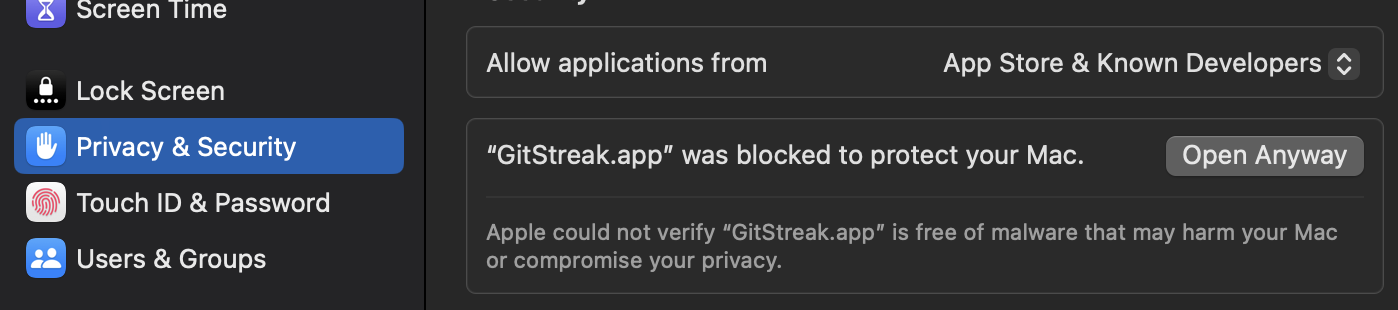 Screen Time
Lock Screen
Privacy & Security
Touch ID & Password
Users & Groups
Allow applications from
App Store & Known Developers
“GitStreak.app” was blocked to protect your Mac.
Open Anyway
Apple could not verify “GitStreak.app” is free of malware that may harm your Mac
or compromise your privacy.